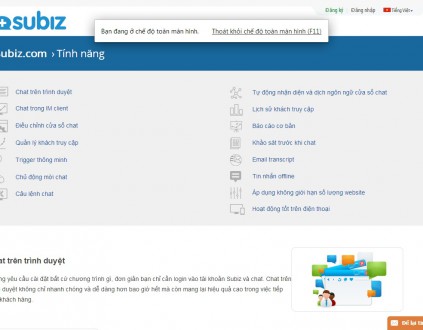 subiz
Đăng ký Đăng nhập Tiếng Việt
Bạn đang ở chế độ toàn màn hình. Thoát khỏi chế độ toàn màn hình (F11)
subiz.com › Tính năng
Chat trên trình duyệt
Chat trong IM client
Điều chỉnh cửa sổ chat
Quản lý khách truy cập
Trigger thông minh
Chủ động mời chat
Câu lệnh chat
Tự động nhận diện và dịch ngôn ngữ cửa sổ chat
Lịch sử khách truy cập
Báo cáo cơ bản
Khảo sát trước khi chat
Email transcript
Tin nhắn offline
Áp dụng không giới hạn số lượng website
Hoạt động tốt trên điện thoại
at trên trình duyệt
ng yêu cầu cài đặt bất cứ chương trình gì, đơn giản bạn chỉ cần login vào tài khoản Subiz và chat. Chat trên
duyệt không chỉ nhanh chóng và dễ dàng hơn bao giờ hết mà còn mang lại hiệu quả cao trong việc tiếp
khách hàng.
Để lại ti